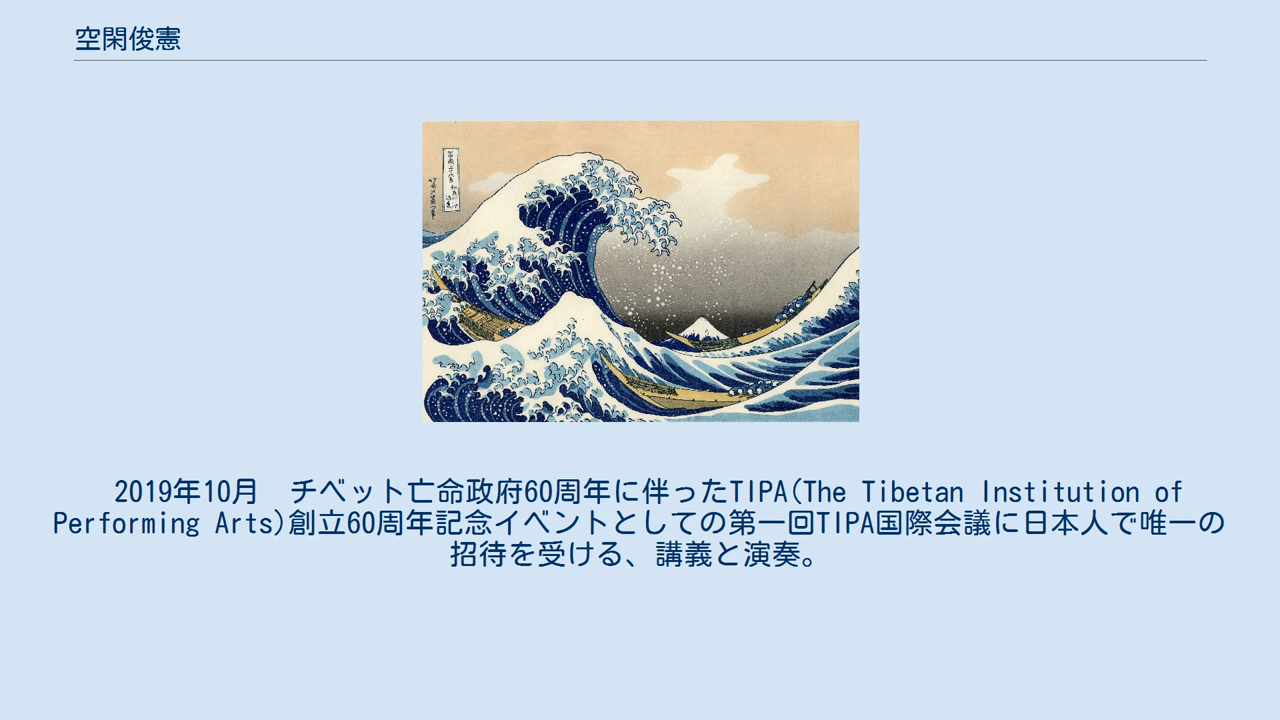 空閑俊憲
2019年10月　チベット亡命政府60周年に伴ったTIPA(The Tibetan Institution of
Performing Arts)創立60周年記念イベントとしての第一回TIPA国際会議に日本人で唯一の
招待を受ける、講義と演奏。